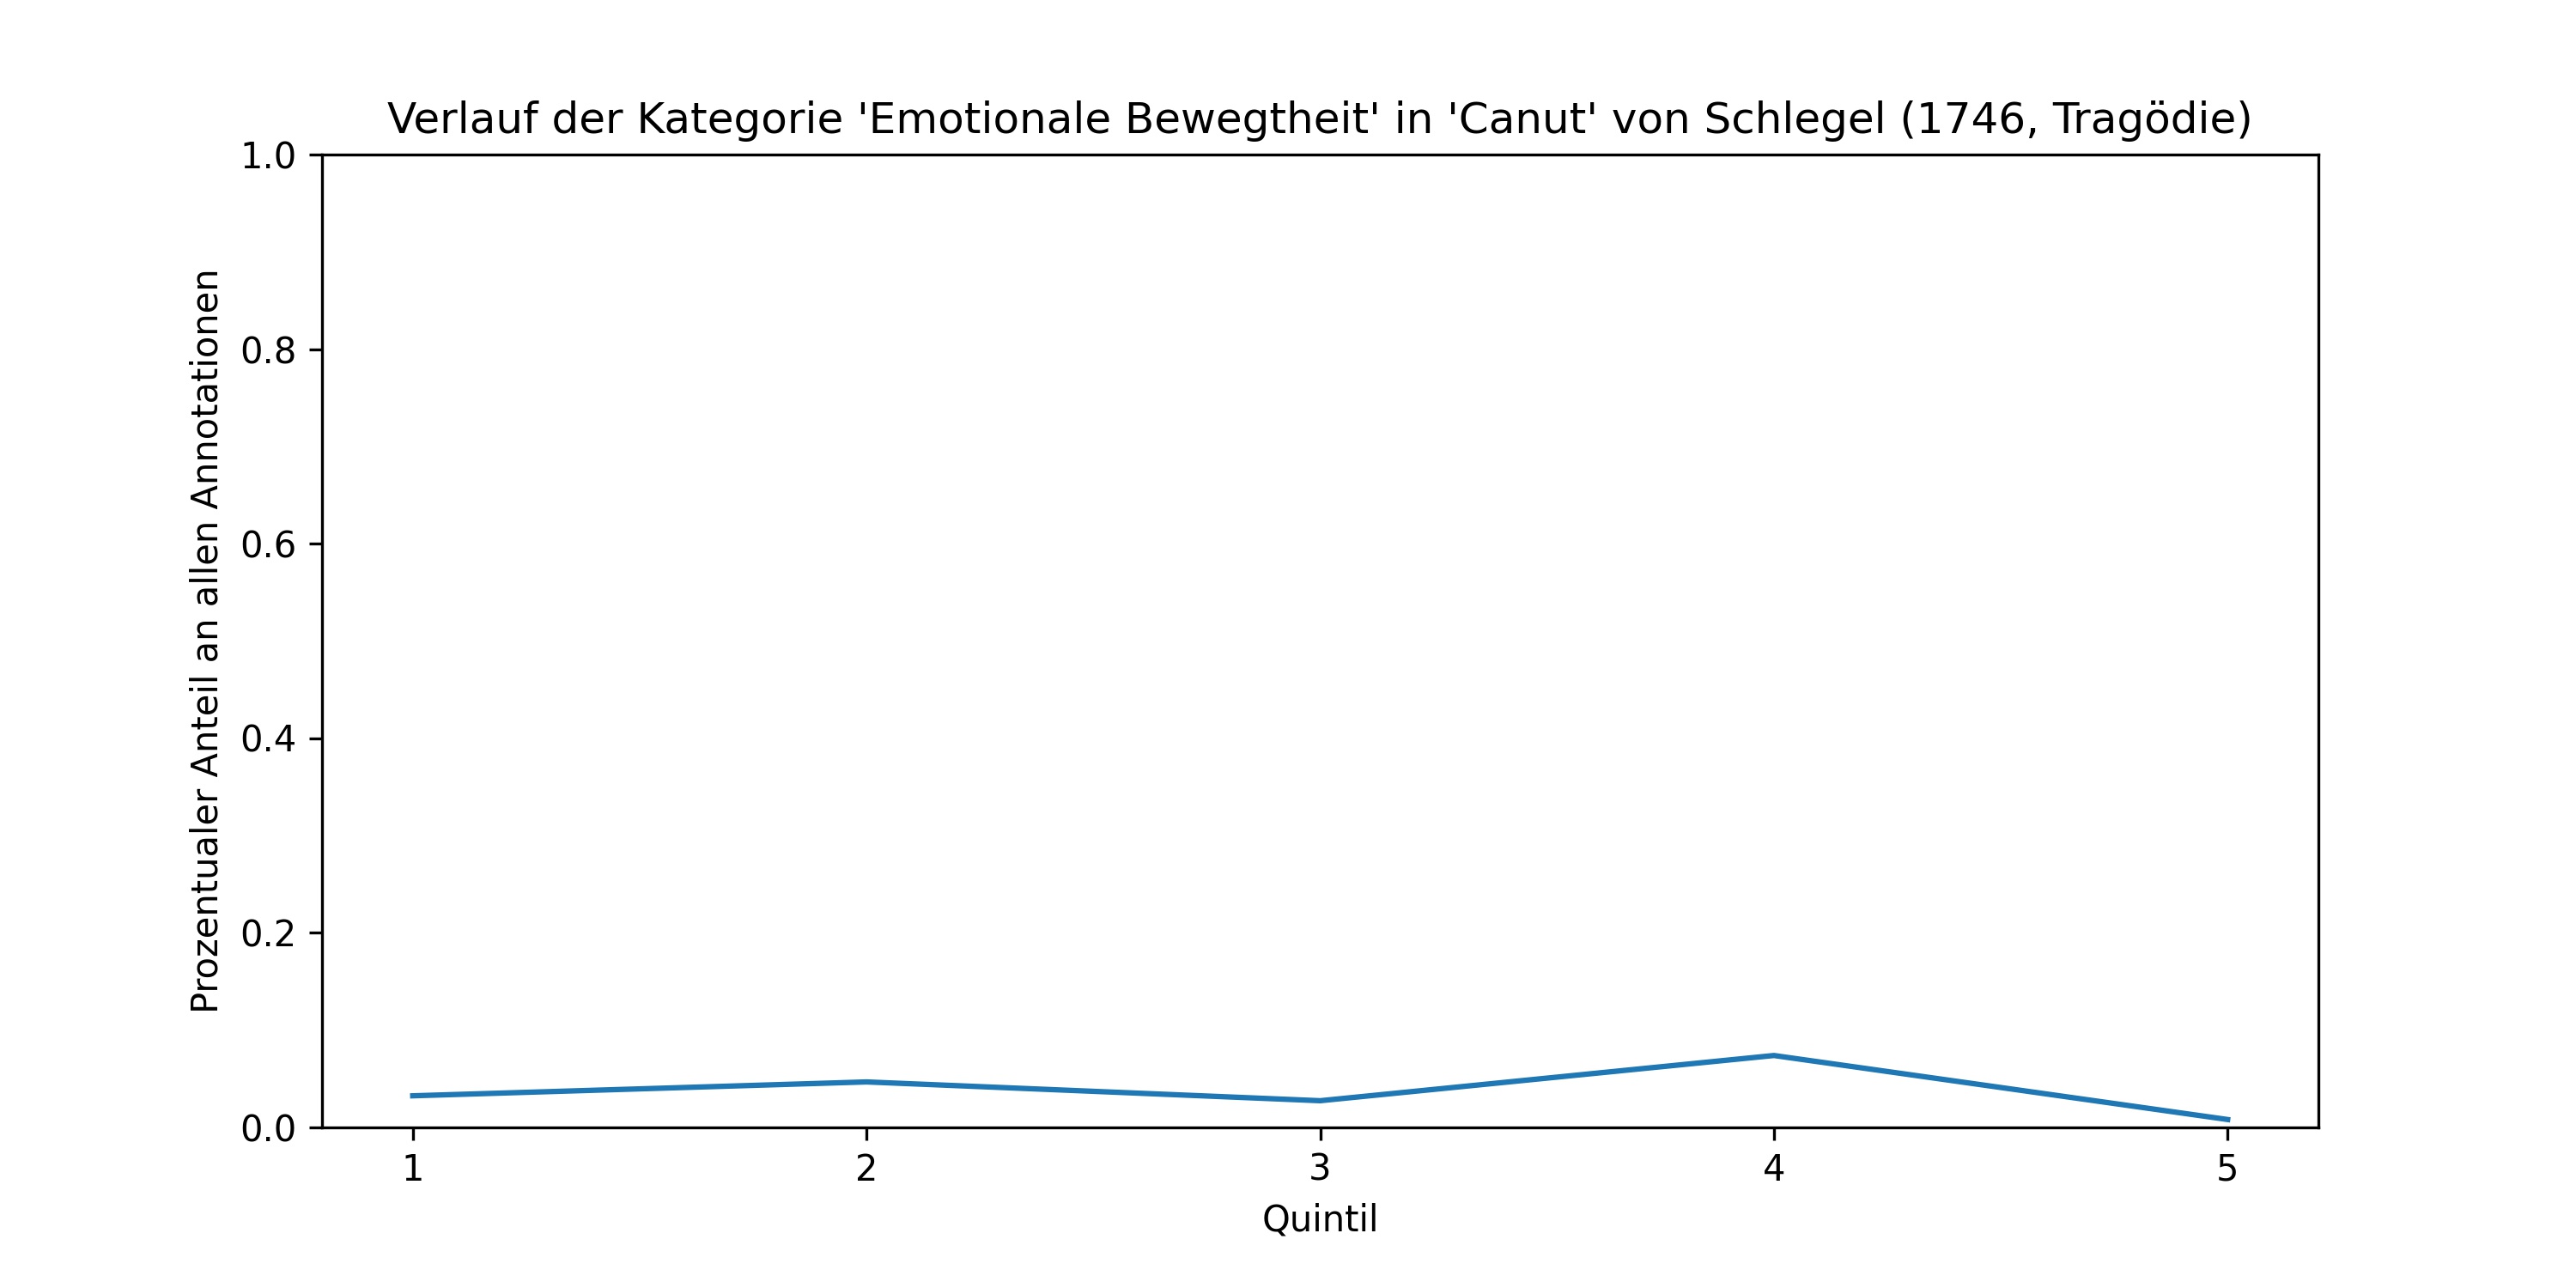 Verlauf der Kategorie 'Emotionale Bewegtheit' in 'Canut' von Schlegel (1746, Tragödie)
Prozentualer Anteil an allen Annotationen
1.0
0.8
0.6
0.4
0.2
0.0
1 2 3 4 5
Quintil